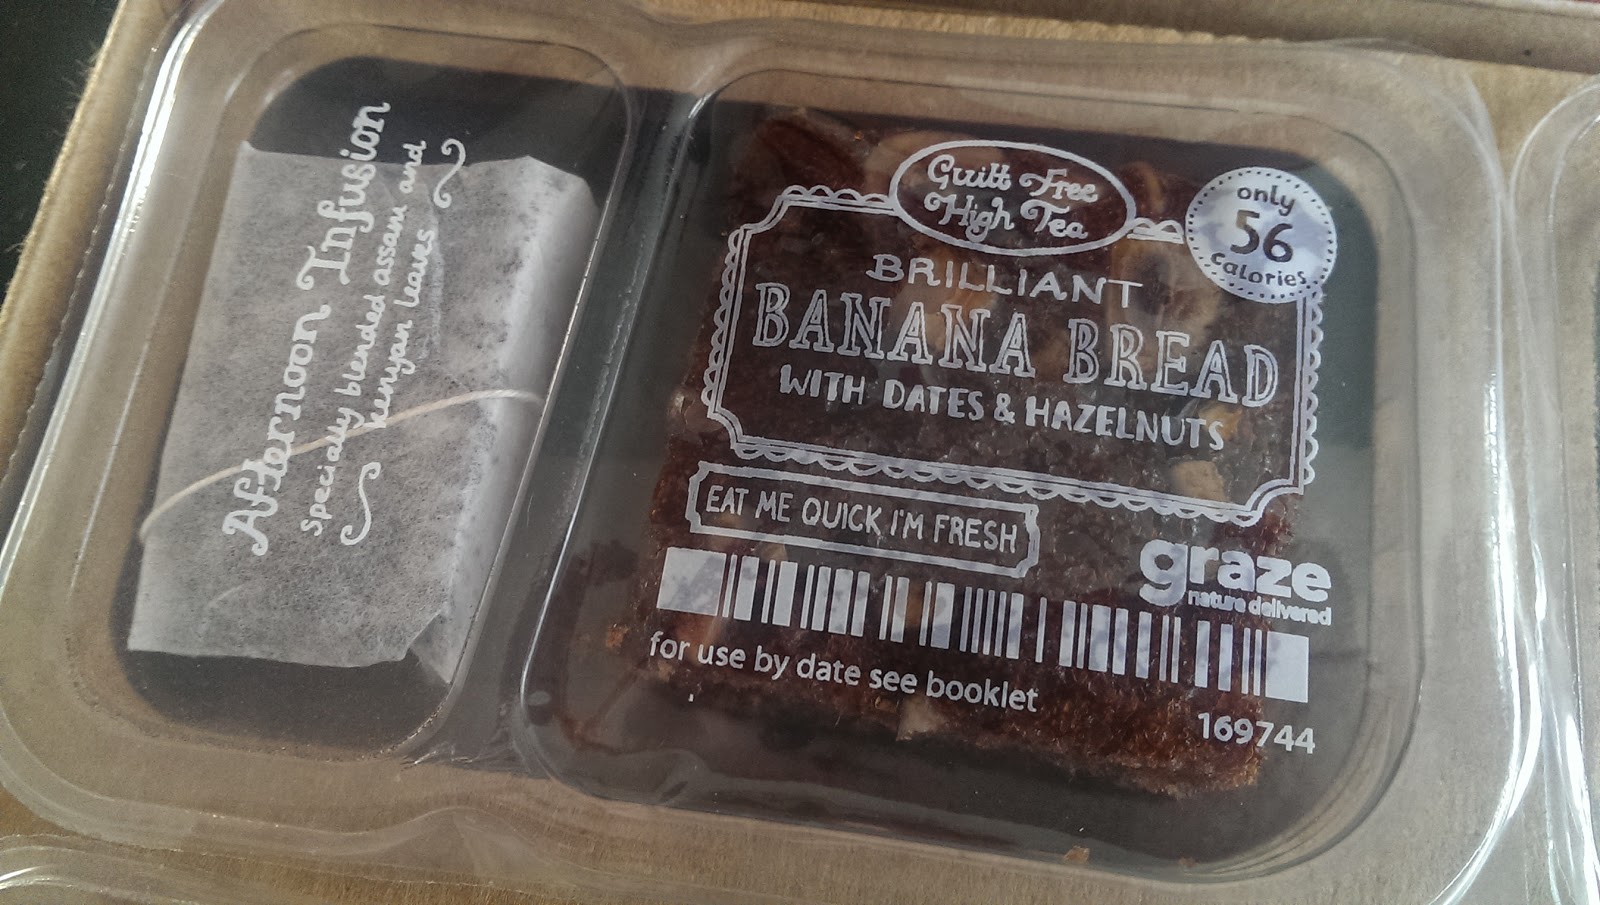 Afternoon Infusion
specially blended assam and
kenyan leaves
Guilt Free
High Tea
only
56
calories
BRILLIANT
BANANA BREAD
WITH DATES & HAZELNUTS
EAT ME QUICK I'M FRESH
graze
nature delivered
for use by date see booklet
169744